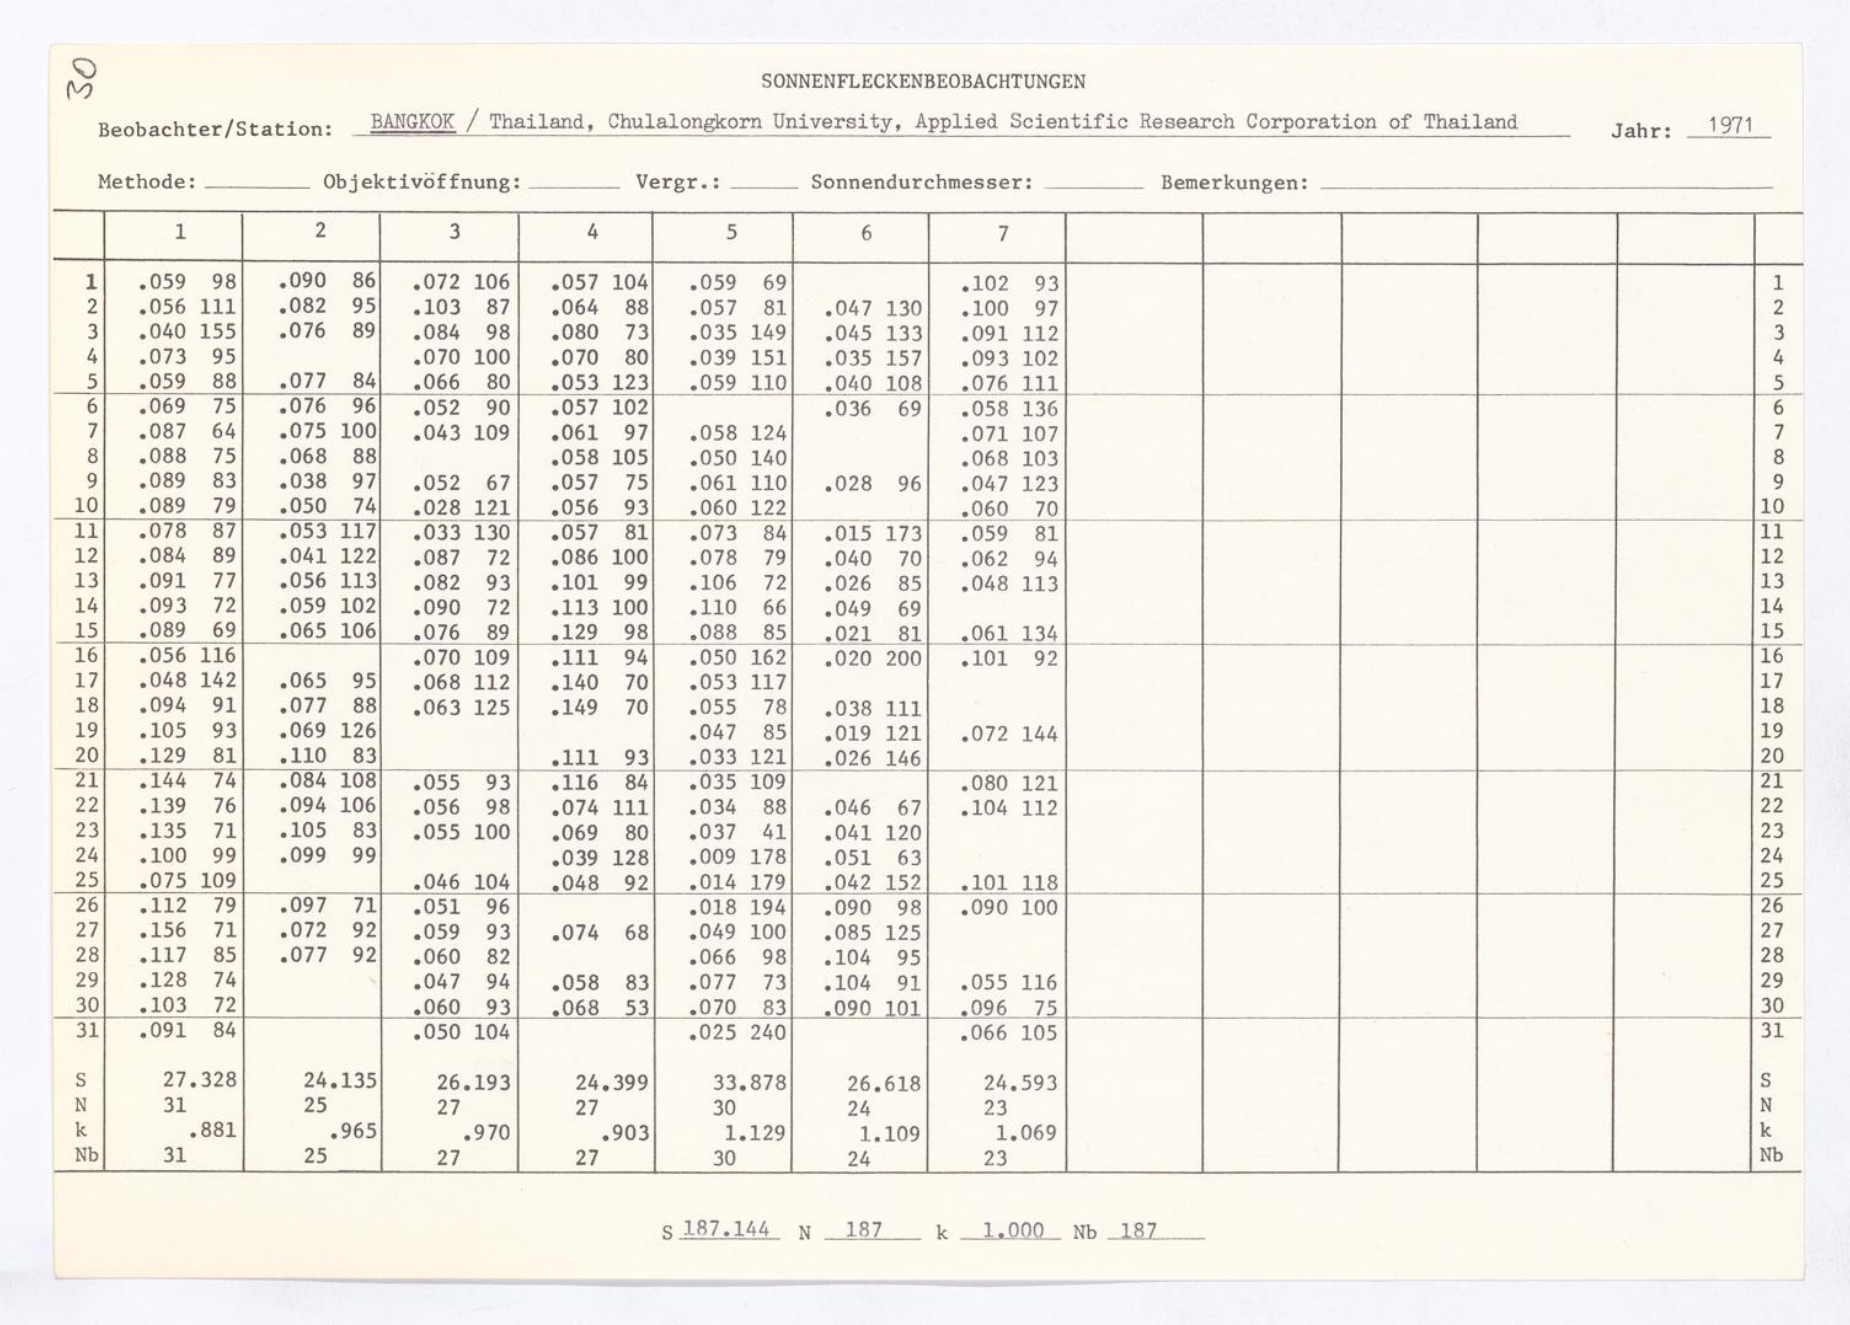 30
SONNENFLECKENBEOBACHTUNGEN
Beobachter/Station: BANGKOK / Thailand, Chulalongkorn University, Applied Scientific Research Corporation of Thailand Jahr: 1971
Methode: Objektivöffnung: Vergr.: Sonnendurchmesser: Bemerkungen:
1 2 3 4 5 6 7
1 .059 98 .090 86 .072 106 .057 104 .059 69 .102 93 1
2 .056 111 .082 95 .103 87 .064 88 .057 81 .047 130 .100 97 2
3 .040 155 .076 89 .084 98 .080 73 .035 149 .045 133 .091 112 3
4 .073 95 .070 100 .070 80 .039 151 .035 157 .093 102 4
5 .059 88 .077 84 .066 80 .053 123 .059 110 .040 108 .076 111 5
6 .069 75 .076 96 .052 90 .057 102 .036 69 .058 136 6
7 .087 64 .075 100 .043 109 .061 97 .058 124 .071 107 7
8 .088 75 .068 88 .058 105 .050 140 .068 103 8
9 .089 83 .038 97 .052 67 .057 75 .061 110 .028 96 .047 123 9
10 .089 79 .050 74 .028 121 .056 93 .060 122 .060 70 10
11 .078 87 .053 117 .033 130 .057 81 .073 84 .015 173 .059 81 11
12 .084 89 .041 122 .087 72 .086 100 .078 79 .040 70 .062 94 12
13 .091 77 .056 113 .082 93 .101 99 .106 72 .026 85 .048 113 13
14 .093 72 .059 102 .090 72 .113 100 .110 66 .049 69 14
15 .089 69 .065 106 .076 89 .129 98 .088 85 .021 81 .061 134 15
16 .056 116 .070 109 .111 94 .050 162 .020 200 .101 92 16
17 .048 142 .065 95 .068 112 .140 70 .053 117 17
18 .094 91 .077 88 .063 125 .149 70 .055 78 .038 111 18
19 .105 93 .069 126 .047 85 .019 121 .072 144 19
20 .129 81 .110 83 .111 93 .033 121 .026 146 20
21 .144 74 .084 108 .055 93 .116 84 .035 109 .080 121 21
22 .139 76 .094 106 .056 98 .074 111 .034 88 .046 67 .104 112 22
23 .135 71 .105 83 .055 100 .069 80 .037 41 .041 120 23
24 .100 99 .099 99 .039 128 .009 178 .051 63 24
25 .075 109 .046 104 .048 92 .014 179 .042 152 .101 118 25
26 .112 79 .097 71 .051 96 .018 194 .090 98 .090 100 26
27 .156 71 .072 92 .059 93 .074 68 .049 100 .085 125 27
28 .117 85 .077 92 .060 82 .066 98 .104 95 28
29 .128 74 .047 94 .058 83 .077 73 .104 91 .055 116 29
30 .103 72 .060 93 .068 53 .070 83 .090 101 .096 75 30
31 .091 84 .050 104 .025 240 .066 105 31
S 27.328 24.135 26.193 24.399 33.878 26.618 24.593 S
N 31 25 27 27 30 24 23 N
k .881 .965 .970 .903 1.129 1.109 1.069 k
Nb 31 25 27 27 30 24 23 Nb
S 187.144 N 187 k 1.000 Nb 187